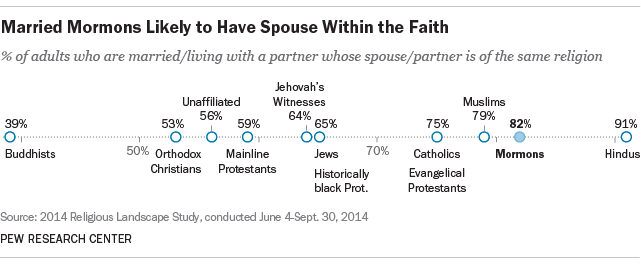 Married Mormons Likely to Have Spouse Within the Faith
% of adults who are married/living with a partner whose spouse/partner is of the same religion
39%
Buddhists
50%
53%
Orthodox
Christians
Unaffiliated
56%
59%
Mainline
Protestants
Jehovah's
Witnesses
64%
65%
Jews
Historically
black Prot.
70%
75%
Catholics
Evangelical
Protestants
Muslims
79%
82%
Mormons
91%
Hindus
Source: 2014 Religious Landscape Study, conducted June 4-Sept. 30, 2014
PEW RESEARCH CENTER